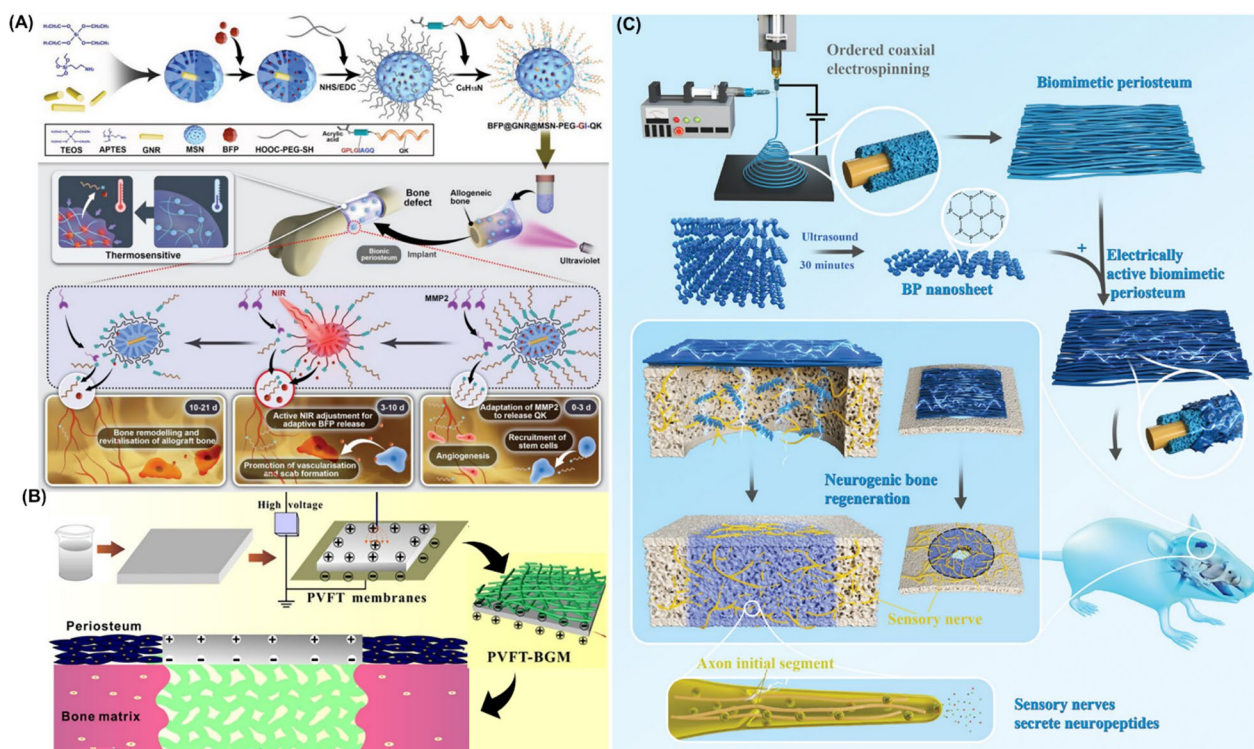 (A)
NHS/EDC
C₆H₁₅N
BFP@GNR@MSN-PEG-GI-QK
TEOS
APTES
GNR
MSN
BFP
HOOC-PEG-SH
Acrylic
acid
GPLGIAGQ
QK
Thermosensitive
Bone
defect
Allogeneic
bone
Bionic
periosteum
Implant
Ultraviolet
NIR
MMP2
10-21 d
Bone remodelling and
revitalisation of allograft bone
3-10 d
Active NIR adjustment for
adaptive BFP release
Promotion of vascularisation
and scab formation
0-3 d
Adaptation of MMP2
to release QK
Recruitment of
stem cells
Angiogenesis
(B)
High voltage
PVFT membranes
PVFT-BGM
Periosteum
Bone matrix
(C)
Ordered coaxial
electrospinning
Biomimetic periosteum
Ultrasound
30 minutes
BP nanosheet
+
Electrically
active biomimetic
periosteum
Neurogenic bone
regeneration
Sensory nerve
Axon initial segment
Sensory nerves
secrete neuropeptides